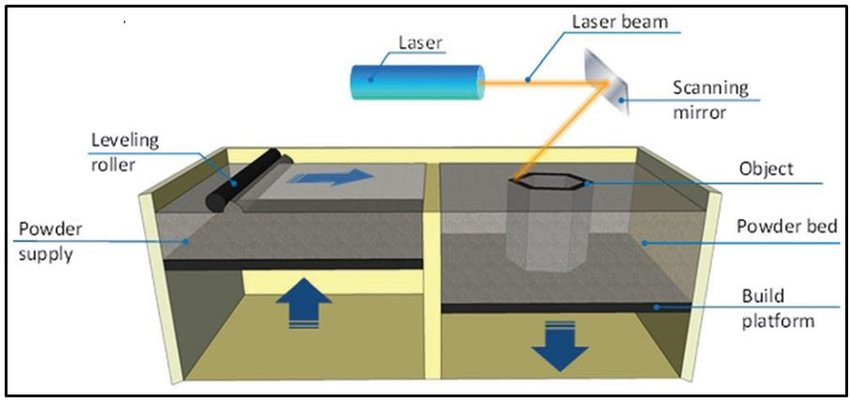 Laser beam
Laser
Scanning
mirror
Leveling
roller
Object
Powder
supply
Powder bed
Build
platform